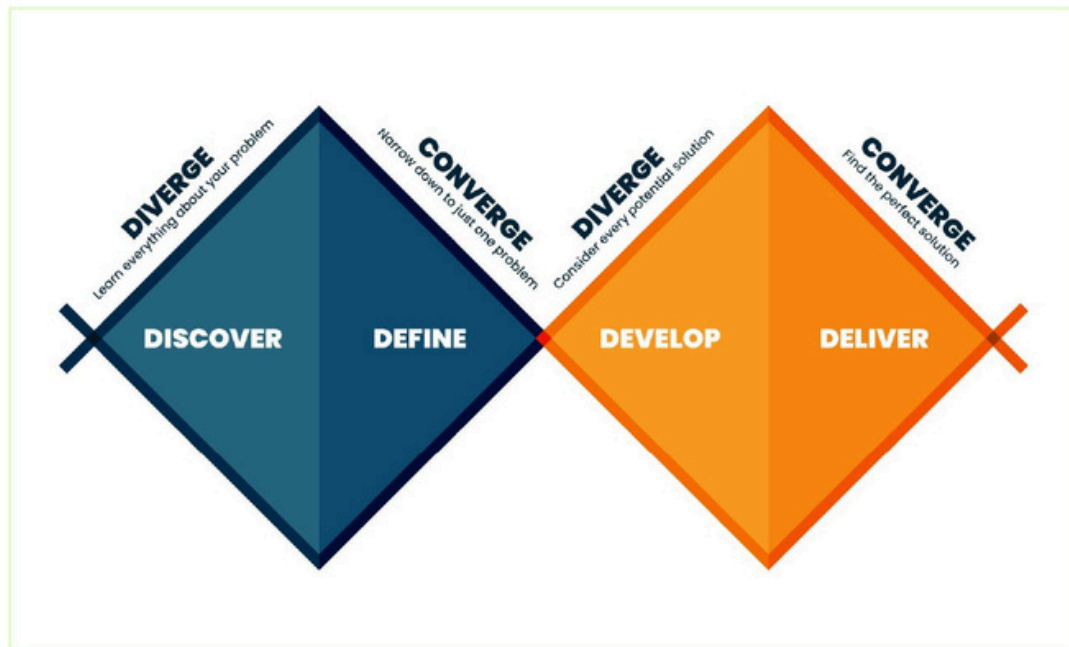 DIVERGE
Learn everything about your problem
CONVERGE
Narrow down to just one problem
DIVERGE
Consider every potential solution
CONVERGE
Find the perfect solution
DISCOVER
DEFINE
DEVELOP
DELIVER